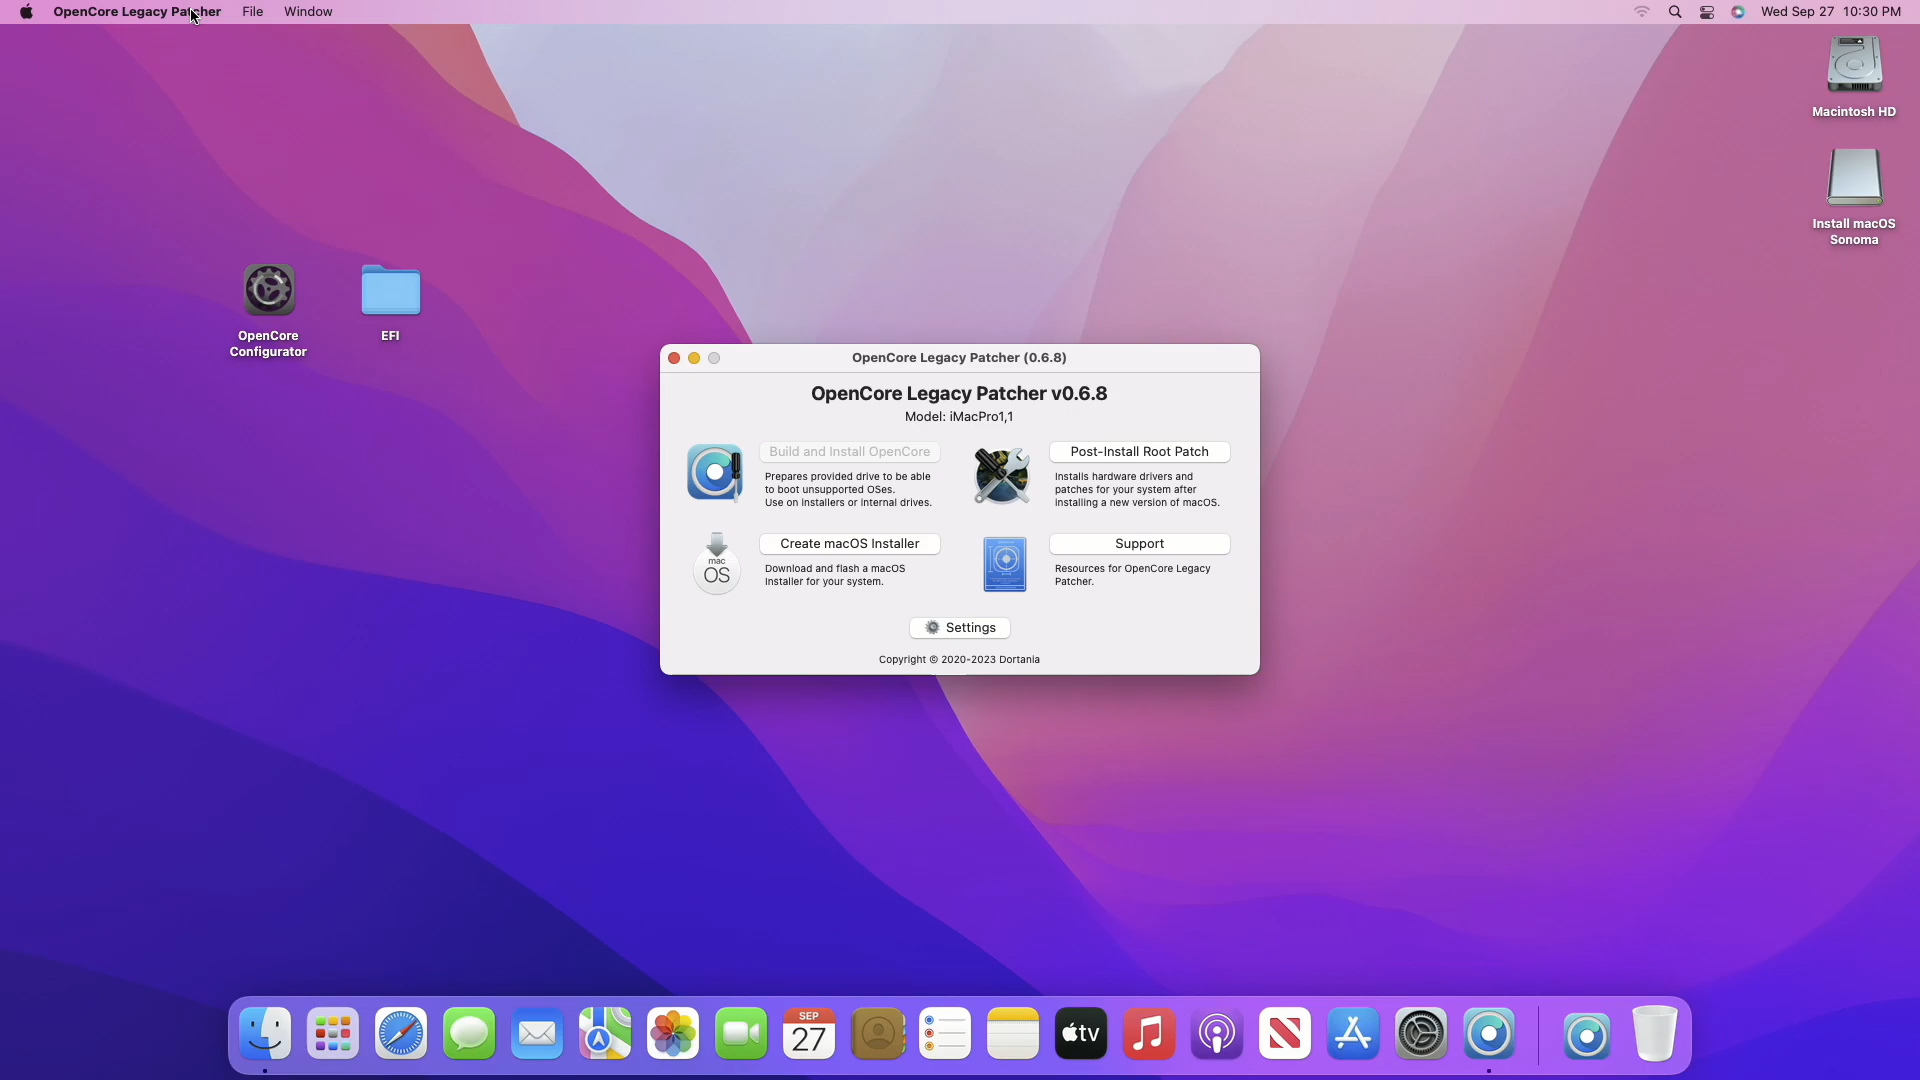 OpenCore Legacy Patcher File Window
Wed Sep 27 10:30 PM
Macintosh HD
Install macOS
Sonoma
OpenCore
Configurator
EFI
OpenCore Legacy Patcher (0.6.8)
OpenCore Legacy Patcher v0.6.8
Model: iMacPro1,1
Build and Install OpenCore
Prepares provided drive to be able
to boot unsupported OSes.
Use on installers or internal drives.
Post-Install Root Patch
Installs hardware drivers and
patches for your system after
installing a new version of macOS.
mac
OS
Create macOS Installer
Download and flash a macOS
Installer for your system.
Support
Resources for OpenCore Legacy
Patcher.
Settings
Copyright © 2020-2023 Dortania
SEP
27
tv